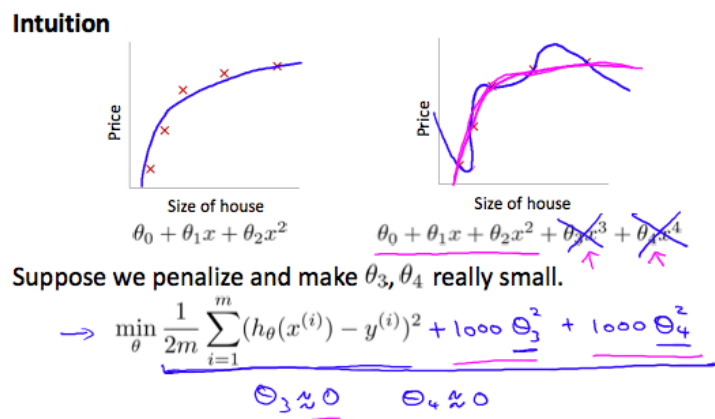 Intuition
Price
Size of house
θ₀ + θ₁x + θ₂x²
Price
Size of house
θ₀ + θ₁x + θ₂x² + θ₃x³ + θ₄x⁴
Suppose we penalize and make θ₃, θ₄ really small.
→ min_θ 1/2m ∑_{i=1}^{m} (h_θ(x^{(i)}) − y^{(i)})² + 1000 θ₃² + 1000 θ₄²
θ₃ ≈ 0 θ₄ ≈ 0